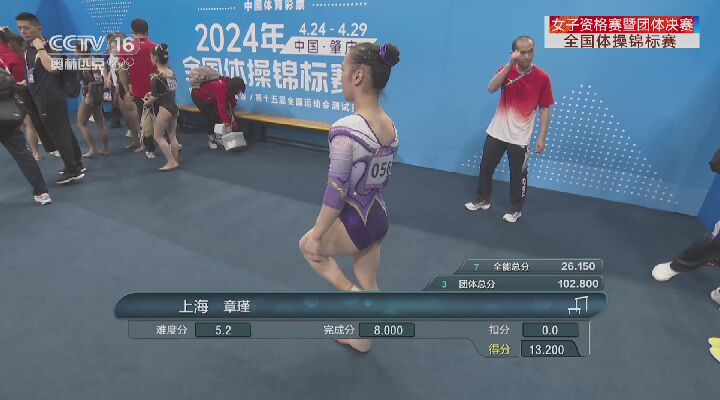 CCTV 16
奥林匹克
中国体育彩票
4.24 - 4.29
2024年
中国·肇庆
全国体操锦标赛
第十五届全国运动会测试赛
女子资格赛暨团体决赛
全国体操锦标赛
056
7 全能总分 26.150
3 团体总分 102.800
上海 章瑾
难度分 5.2 完成分 8.000 扣分 0.0
得分 13.200